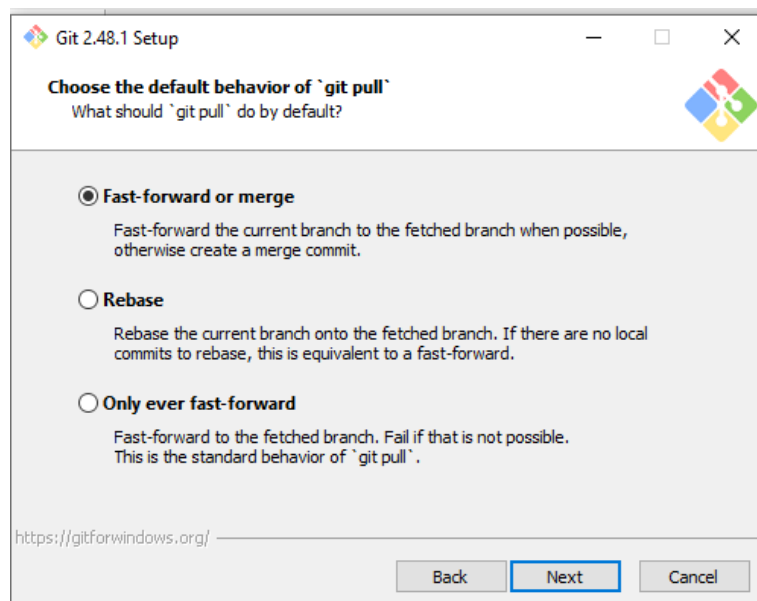 Git 2.48.1 Setup
Choose the default behavior of `git pull`
What should `git pull` do by default?
Fast-forward or merge
Fast-forward the current branch to the fetched branch when possible,
otherwise create a merge commit.
Rebase
Rebase the current branch onto the fetched branch. If there are no local
commits to rebase, this is equivalent to a fast-forward.
Only ever fast-forward
Fast-forward to the fetched branch. Fail if that is not possible.
This is the standard behavior of `git pull`.
https://gitforwindows.org/
Back Next Cancel